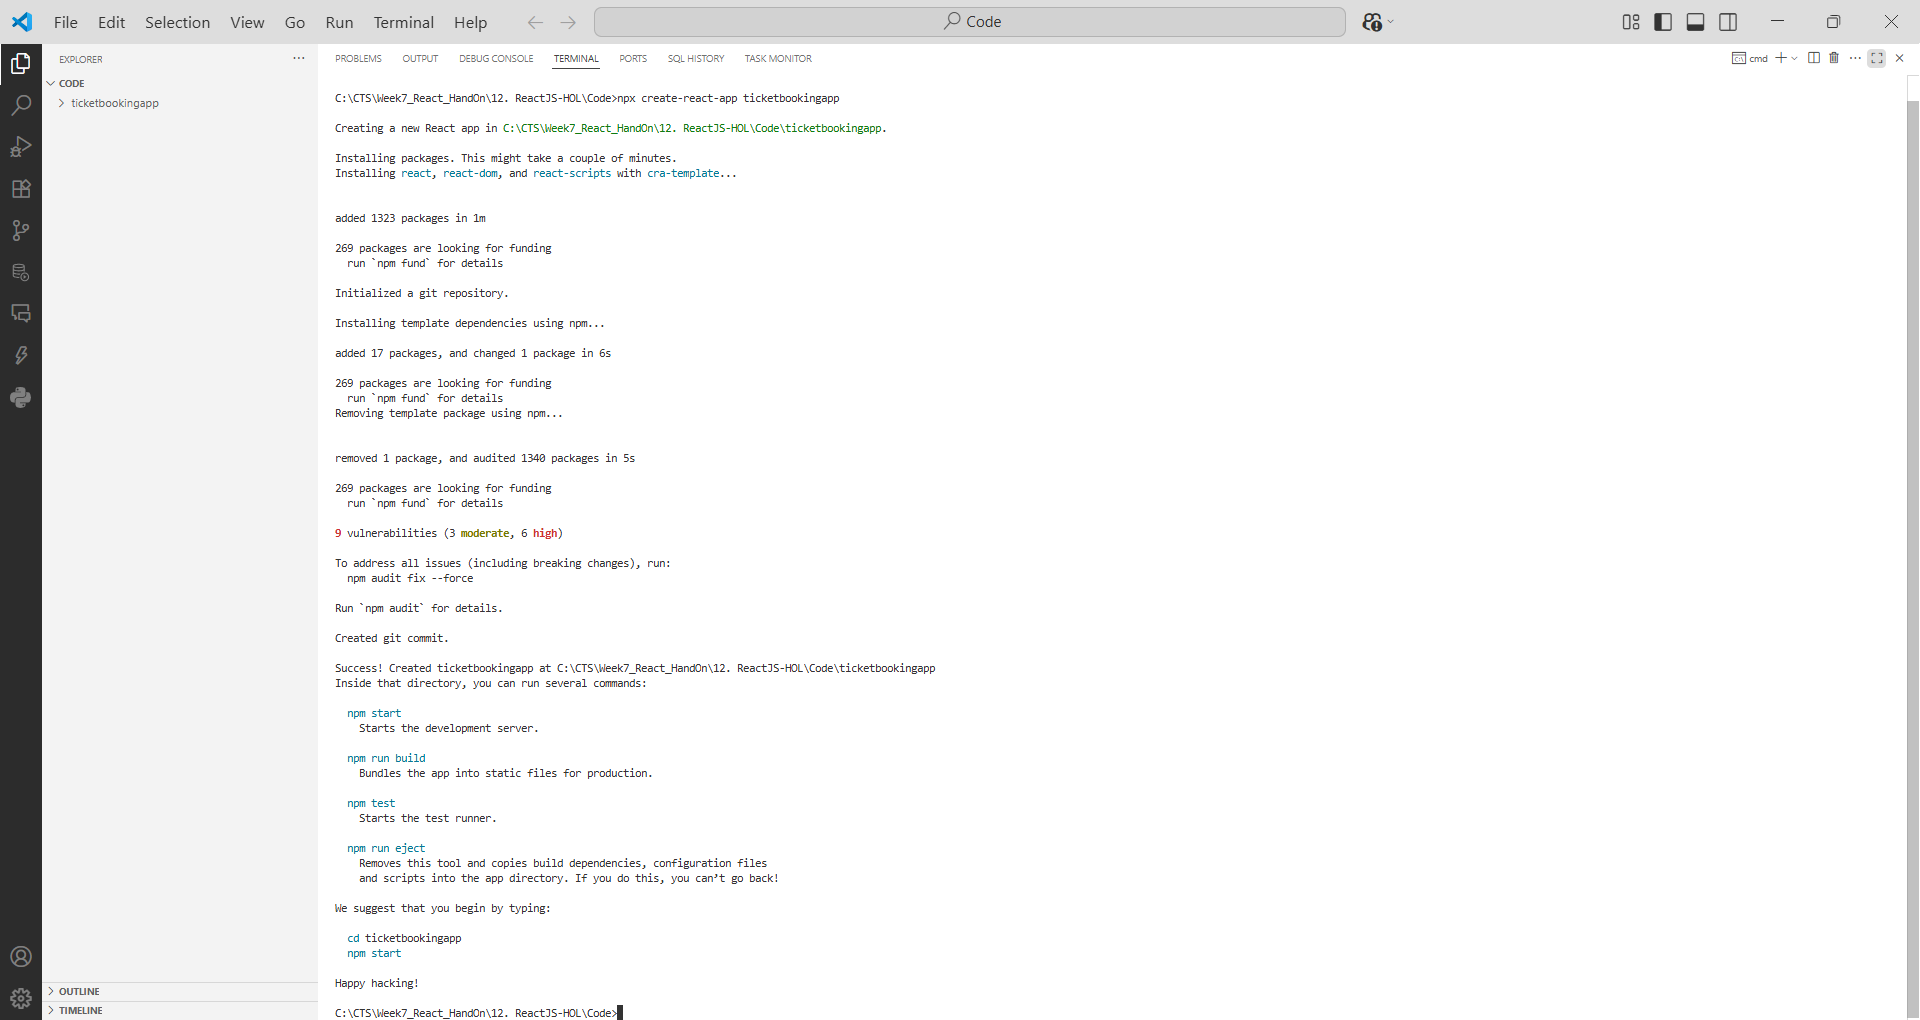 File Edit Selection View Go Run Terminal Help
Code
EXPLORER
CODE
ticketbookingapp
OUTLINE
TIMELINE
PROBLEMS OUTPUT DEBUG CONSOLE TERMINAL PORTS SQL HISTORY TASK MONITOR
cmd
C:\CTS\Week7_React_HandOn\12. ReactJS-HOL\Code>npx create-react-app ticketbookingapp
Creating a new React app in C:\CTS\Week7_React_HandOn\12. ReactJS-HOL\Code\ticketbookingapp.
Installing packages. This might take a couple of minutes.
Installing react, react-dom, and react-scripts with cra-template...
added 1323 packages in 1m
269 packages are looking for funding
run `npm fund` for details
Initialized a git repository.
Installing template dependencies using npm...
added 17 packages, and changed 1 package in 6s
269 packages are looking for funding
run `npm fund` for details
Removing template package using npm...
removed 1 package, and audited 1340 packages in 5s
269 packages are looking for funding
run `npm fund` for details
9 vulnerabilities (3 moderate, 6 high)
To address all issues (including breaking changes), run:
npm audit fix --force
Run `npm audit` for details.
Created git commit.
Success! Created ticketbookingapp at C:\CTS\Week7_React_HandOn\12. ReactJS-HOL\Code\ticketbookingapp
Inside that directory, you can run several commands:
npm start
Starts the development server.
npm run build
Bundles the app into static files for production.
npm test
Starts the test runner.
npm run eject
Removes this tool and copies build dependencies, configuration files
and scripts into the app directory. If you do this, you can’t go back!
We suggest that you begin by typing:
cd ticketbookingapp
npm start
Happy hacking!
C:\CTS\Week7_React_HandOn\12. ReactJS-HOL\Code>